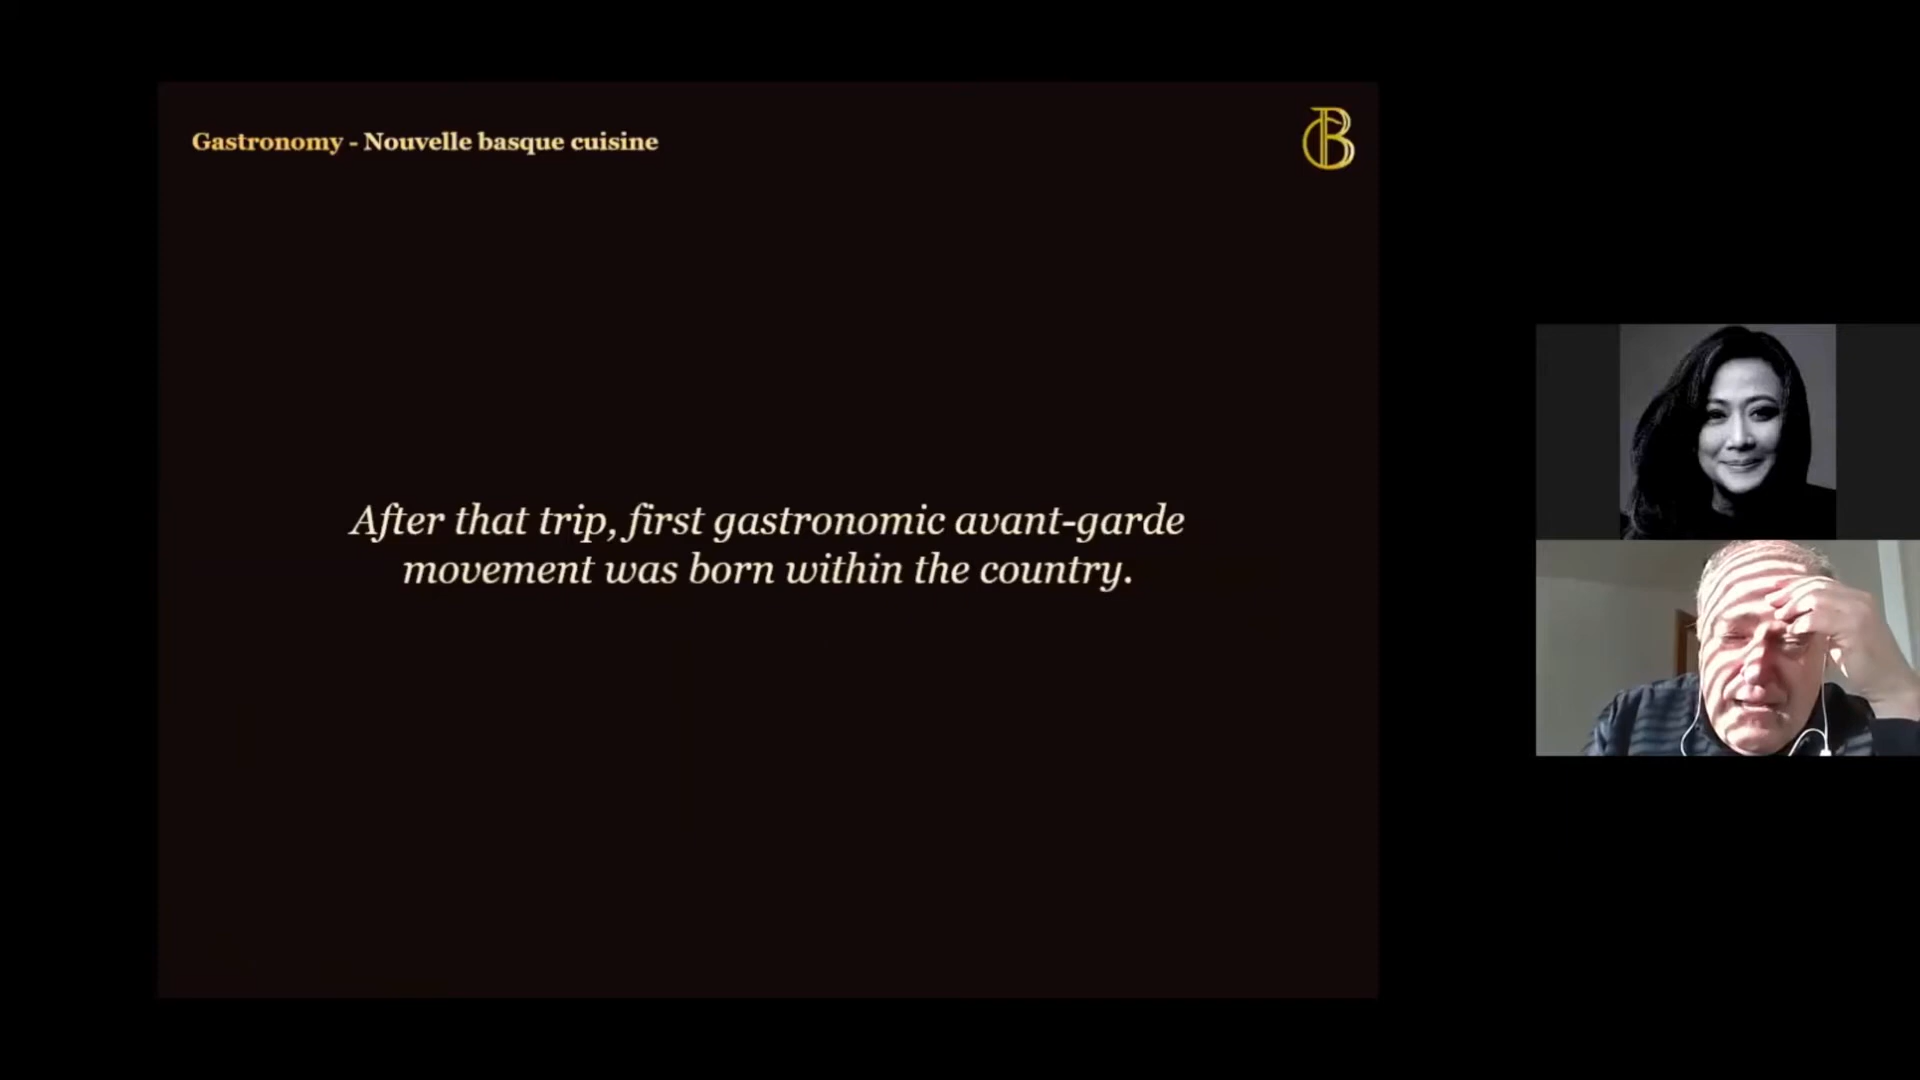 Gastronomy - Nouvelle basque cuisine
B
After that trip, first gastronomic avant-garde
movement was born within the country.